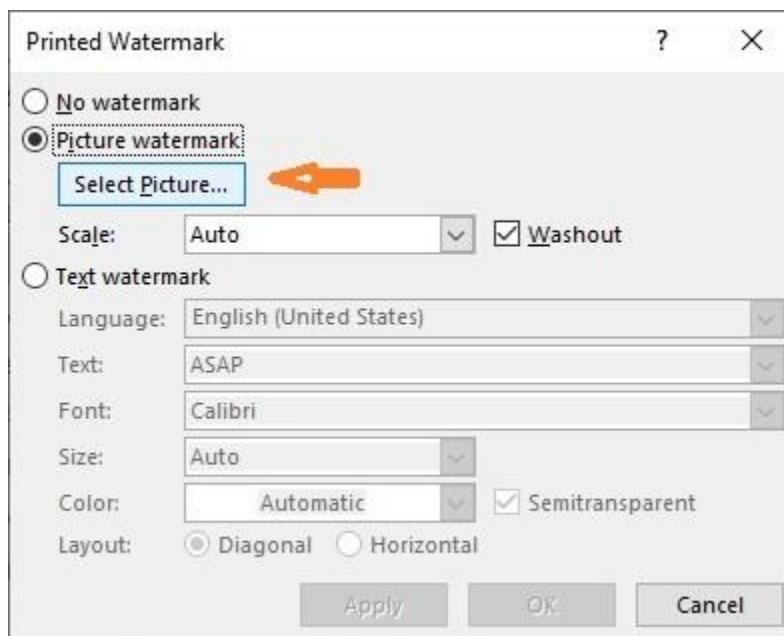 Printed Watermark ?
No watermark
Picture watermark
Select Picture...
Scale: Auto Washout
Text watermark
Language: English (United States)
Text: ASAP
Font: Calibri
Size: Auto
Color: Automatic Semitransparent
Layout: Diagonal Horizontal
Apply OK Cancel